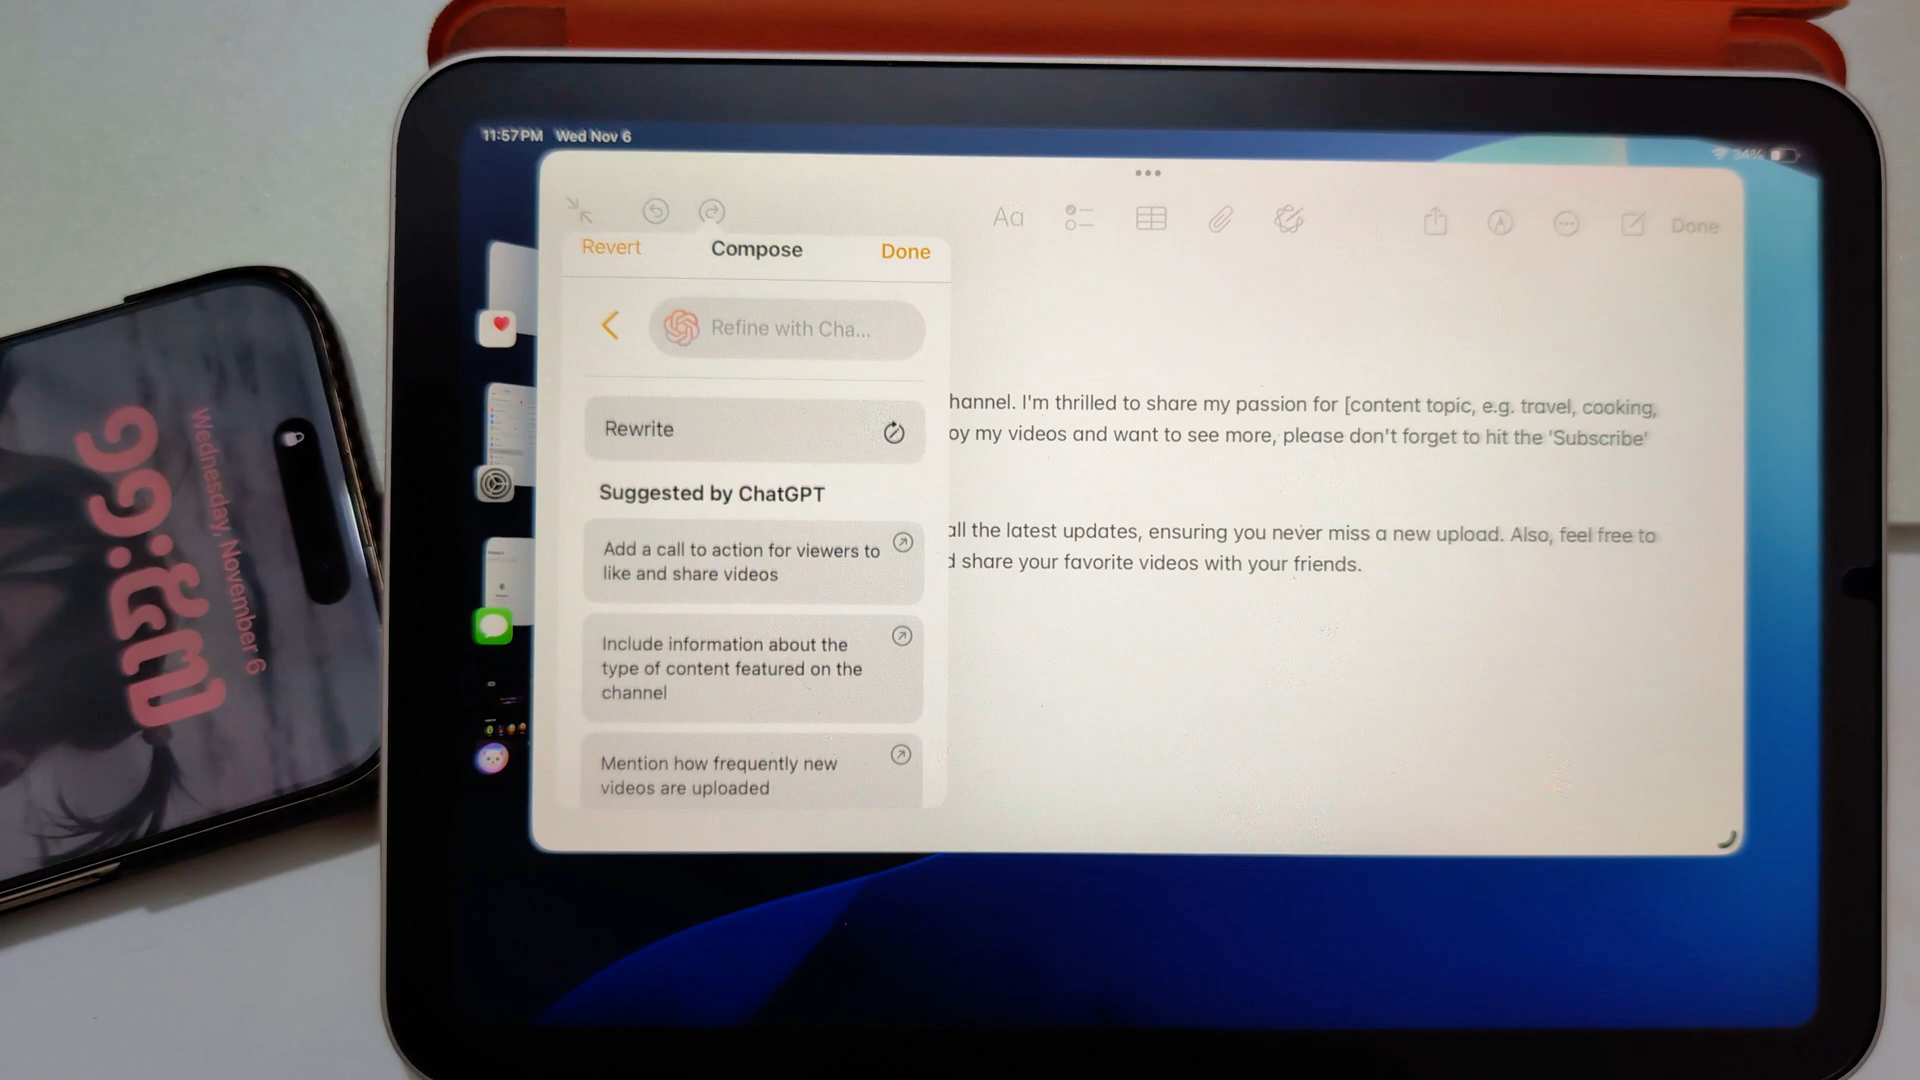 11:57 PM Wed Nov 6
34%
Aa
Done
Revert
Compose
Done
Refine with Cha...
Rewrite
Suggested by ChatGPT
Add a call to action for viewers to
like and share videos
Include information about the
type of content featured on the
channel
Mention how frequently new
videos are uploaded
hannel. I'm thrilled to share my passion for [content topic, e.g. travel, cooking,
oy my videos and want to see more, please don't forget to hit the 'Subscribe'
all the latest updates, ensuring you never miss a new upload. Also, feel free to
d share your favorite videos with your friends.
Wednesday, November 6